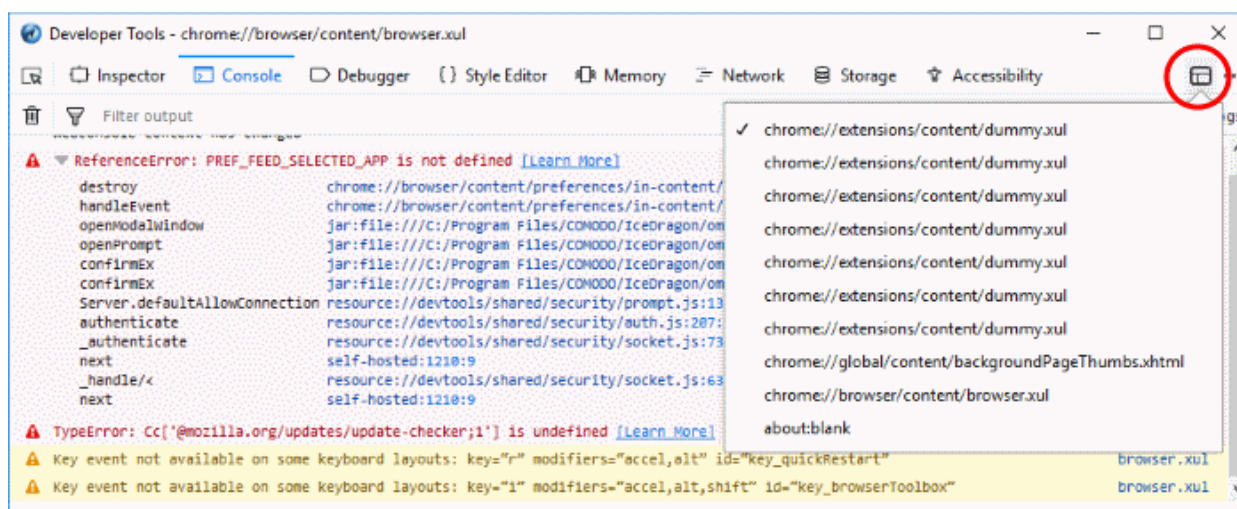 Developer Tools - chrome://browser/content/browser.xul
Inspector Console Debugger {} Style Editor Memory Network Storage Accessibility
Filter output
chrome://extensions/content/dummy.xul
chrome://extensions/content/dummy.xul
chrome://extensions/content/dummy.xul
chrome://extensions/content/dummy.xul
chrome://extensions/content/dummy.xul
chrome://extensions/content/dummy.xul
chrome://extensions/content/dummy.xul
chrome://global/content/backgroundPageThumbs.xhtml
chrome://browser/content/browser.xul
about:blank
ReferenceError: PREF_FEED_SELECTED_APP is not defined [Learn More]
destroy chrome://browser/content/preferences/in-content/
handleEvent chrome://browser/content/preferences/in-content/
openModalWindow jar:file:///C:/Program Files/COMODO/IceDragon/om
openPrompt jar:file:///C:/Program Files/COMODO/IceDragon/om
confirmEx jar:file:///C:/Program Files/COMODO/IceDragon/om
confirmEx jar:file:///C:/Program Files/COMODO/IceDragon/om
Server.defaultAllowConnection resource://devtools/shared/security/prompt.js:13
authenticate resource://devtools/shared/security/auth.js:207:
_authenticate resource://devtools/shared/security/socket.js:73
next self-hosted:1210:9
_handle/< resource://devtools/shared/security/socket.js:63
next self-hosted:1210:9
TypeError: Cc['@mozilla.org/updates/update-checker;1'] is undefined [Learn More]
Key event not available on some keyboard layouts: key="r" modifiers="accel,alt" id="key_quickRestart" browser.xul
Key event not available on some keyboard layouts: key="i" modifiers="accel,alt,shift" id="key_browserToolbox" browser.xul